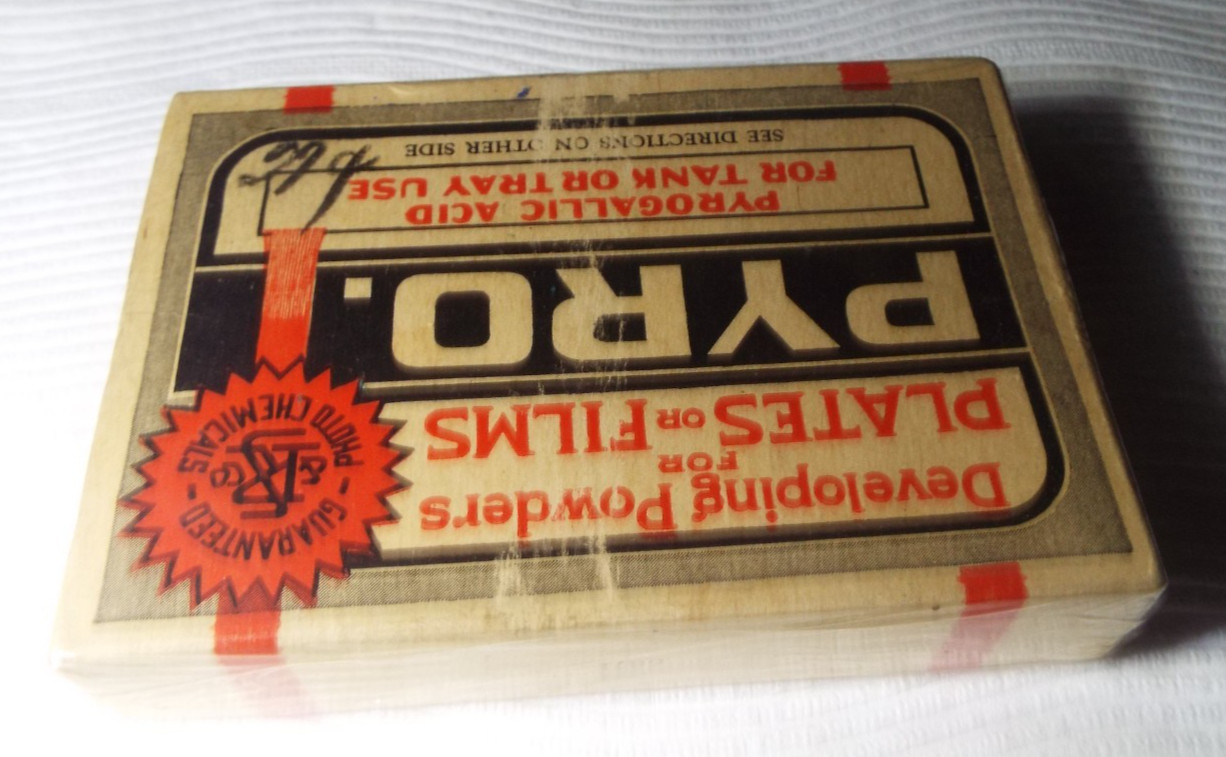 Developing Powders
FOR
PLATES OR FILMS
PYRO.
PYROGALLIC ACID
FOR TANK OR TRAY USE
SEE DIRECTIONS ON OTHER SIDE
- GUARANTEED -
PHOTO CHEMICALS
& Co